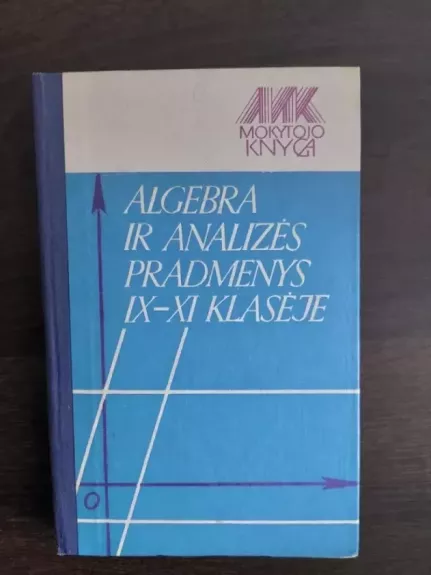 MOKYTOJO
KNYGA
ALGEBRA
IR ANALIZĖS
PRADMENYS
IX-XI KLASĖJE
O